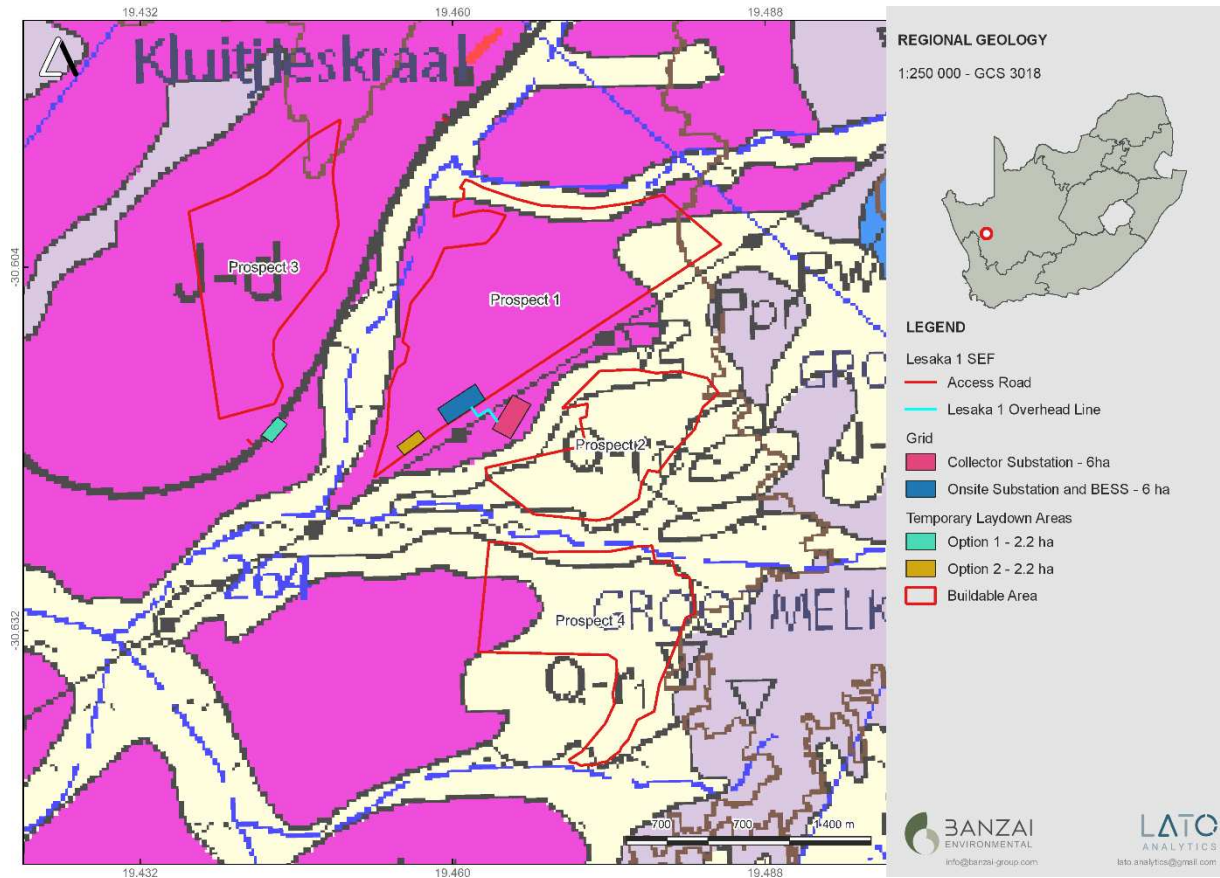 19.432
19.460
19.488
Kluitjieskraal
-30.604
J-d
Prospect 3
Prospect 1
Ppr
Ppw
GRO
J-
Prospect 2
264
-30.632
GROOT MELK
Prospect 4
Q-r1
700
700
1 400 m
19.432
19.460
19.488
REGIONAL GEOLOGY
1:250 000 - GCS 3018
LEGEND
Lesaka 1 SEF
Access Road
Lesaka 1 Overhead Line
Grid
Collector Substation - 6ha
Onsite Substation and BESS - 6 ha
Temporary Laydown Areas
Option 1 - 2.2 ha
Option 2 - 2.2 ha
Buildable Area
BANZAI
ENVIRONMENTAL
info@banzai-group.com
LATO
ANALYTICS
lato.analytics@gmail.com